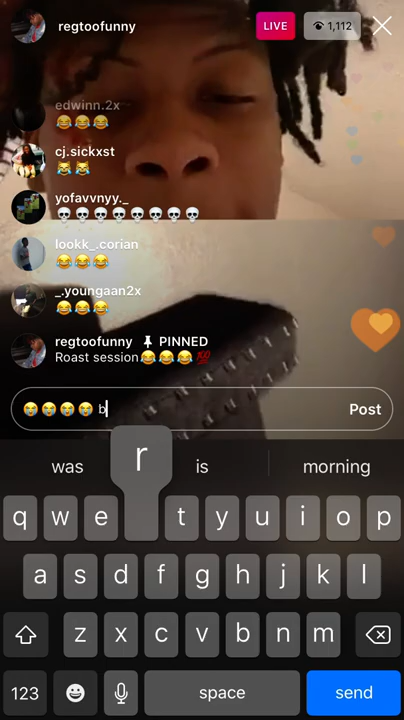 regtoofunny
LIVE
1,112
edwinn.2x
😂😂😂
cj.sickxst
😹😹
yofavvnyy._
💀💀💀💀💀💀💀💀
lookk_.corian
😂😂😂
_.youngaan2x
😂😂😂
regtoofunny PINNED
Roast session😂😂😂💯
😭😭😭😭 b Post
was is morning
r
q w e t y u i o p
a s d f g h j k l
z x c v b n m
123 space send